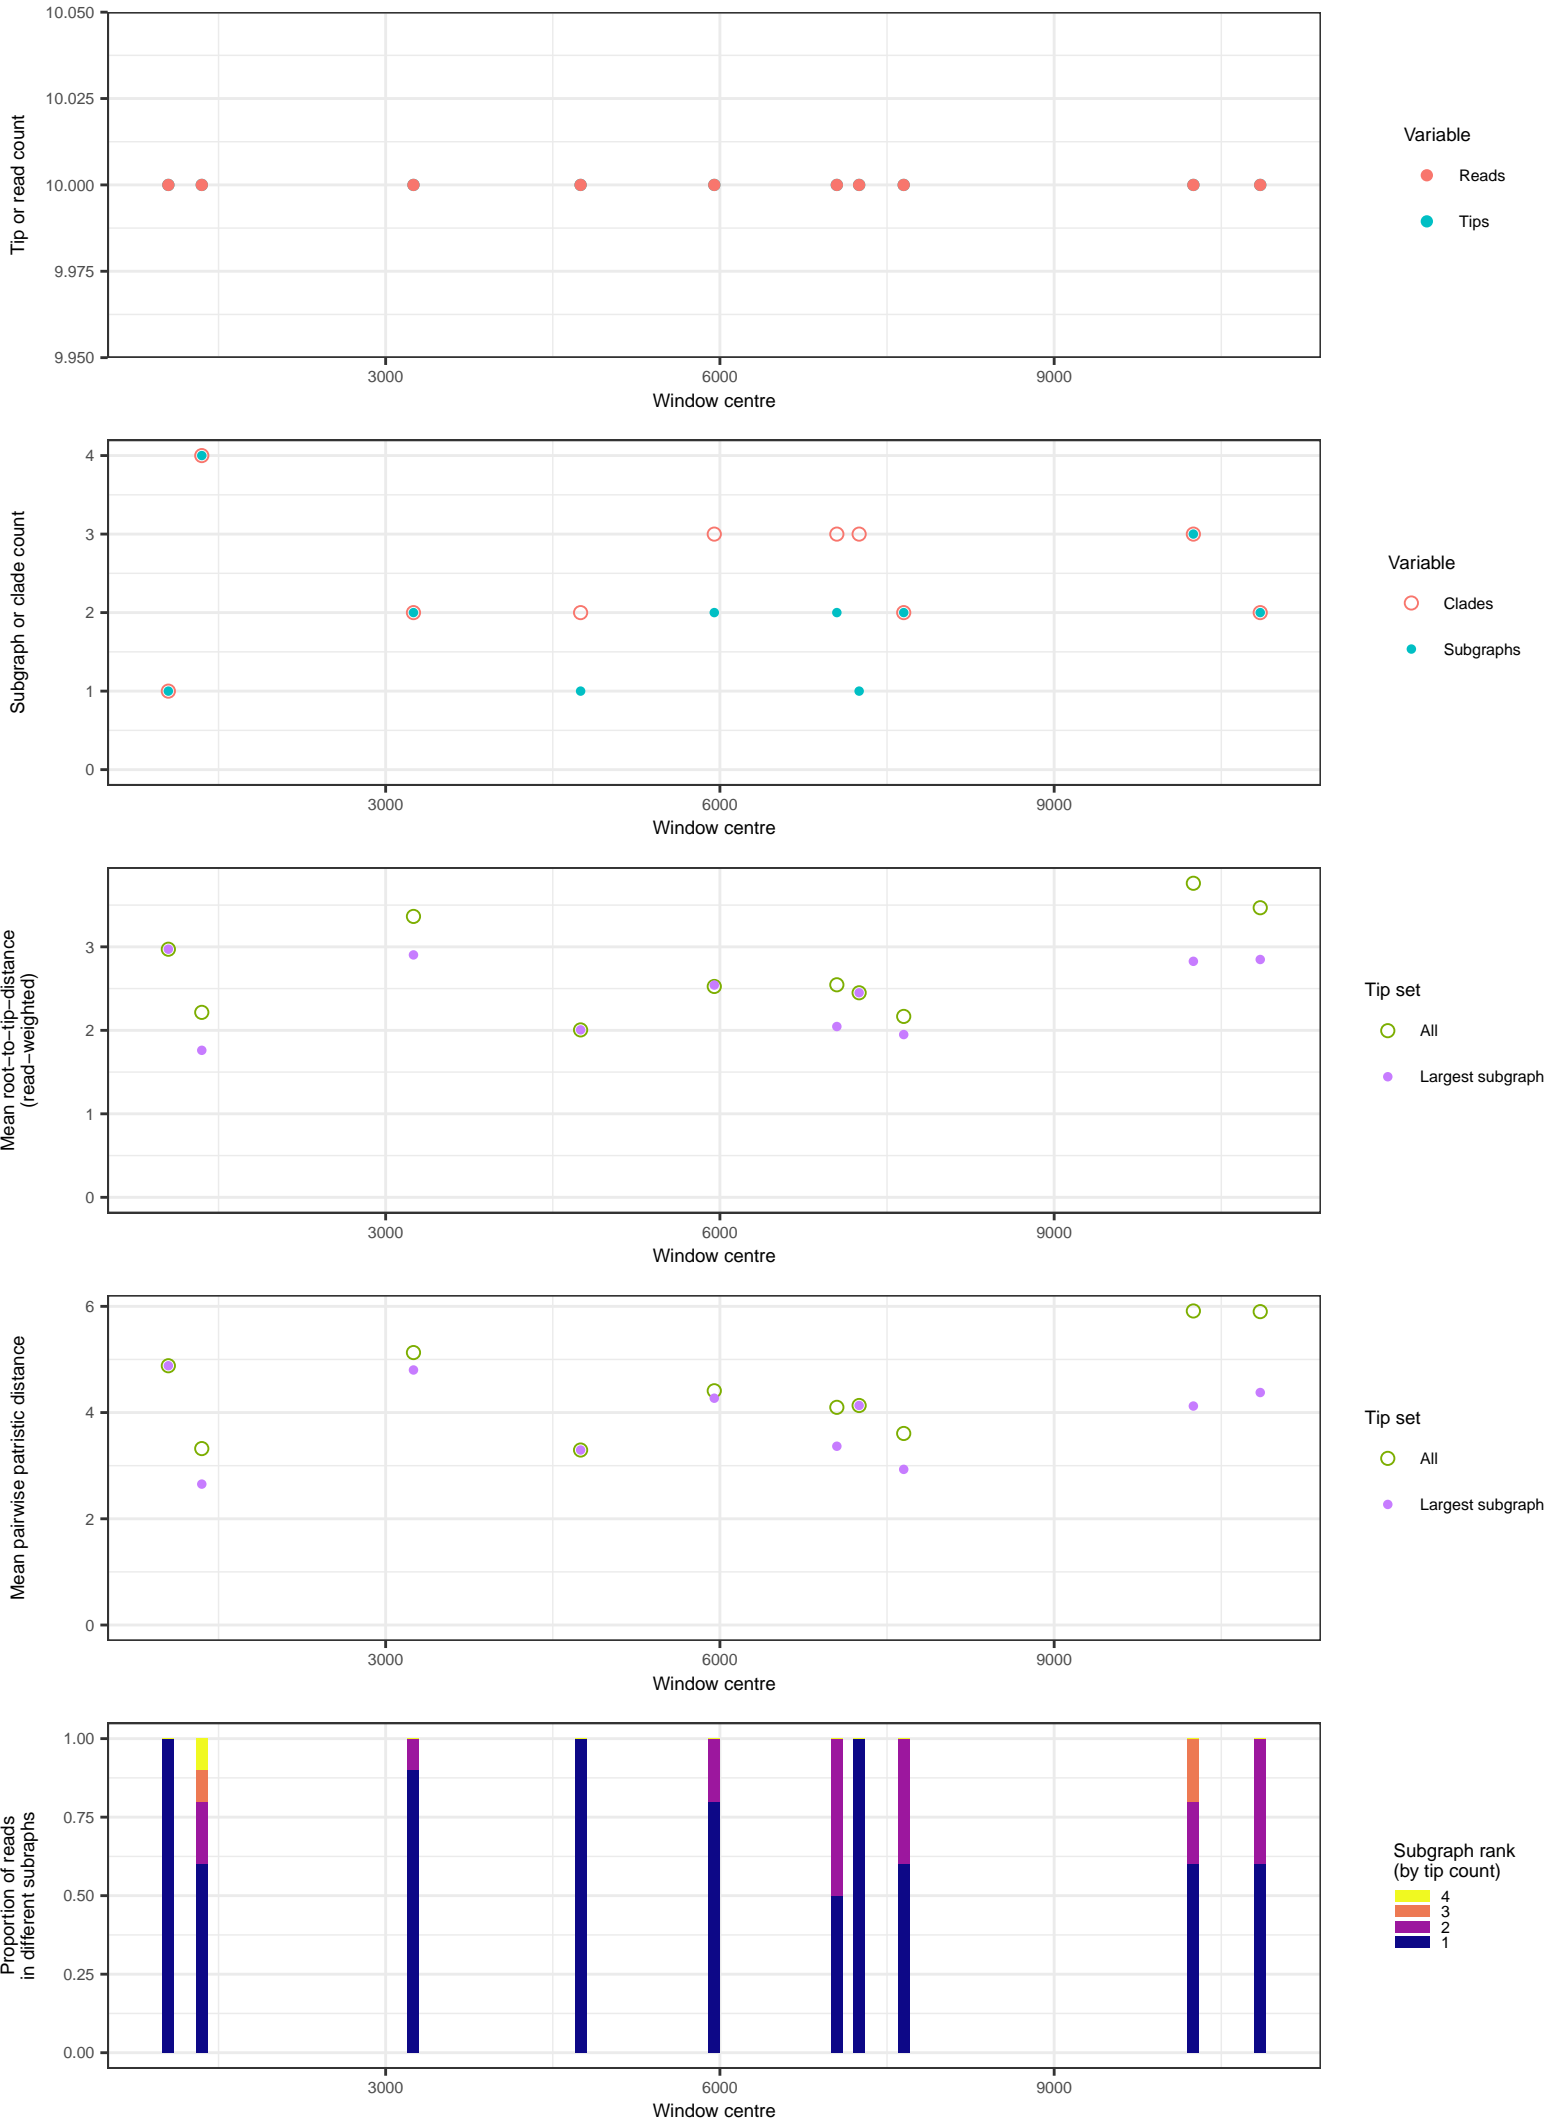 10.050
10.025
10.000
9.975
9.950
Tip or read count
3000 6000 9000
Window centre
Variable
Reads
Tips
4
3
2
1
0
Subgraph or clade count
3000 6000 9000
Window centre
Variable
Clades
Subgraphs
3
2
1
0
Mean root−to−tip−distance
(read−weighted)
3000 6000 9000
Window centre
Tip set
All
Largest subgraph
6
4
2
0
Mean pairwise patristic distance
3000 6000 9000
Window centre
Tip set
All
Largest subgraph
1.00
0.75
0.50
0.25
0.00
Proportion of reads
in different subraphs
3000 6000 9000
Window centre
Subgraph rank
(by tip count)
4
3
2
1